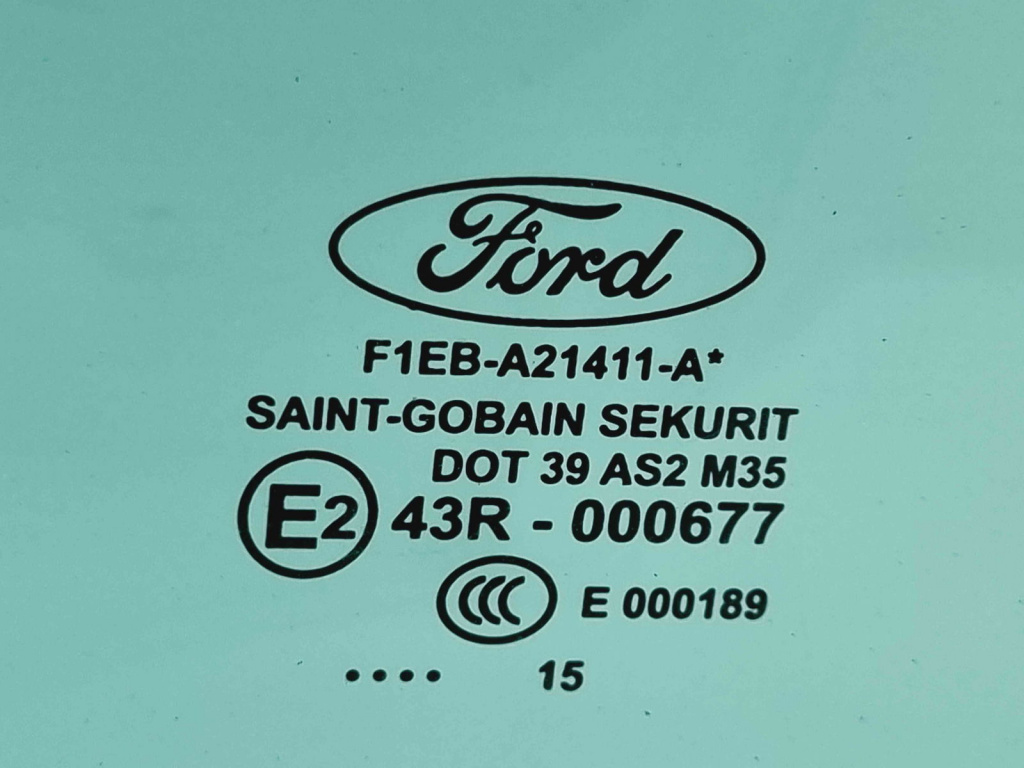 Ford
F1EB-A21411-A*
SAINT-GOBAIN SEKURIT
DOT 39 AS2 M35
E2 43R - 000677
CCC E 000189
.... 15